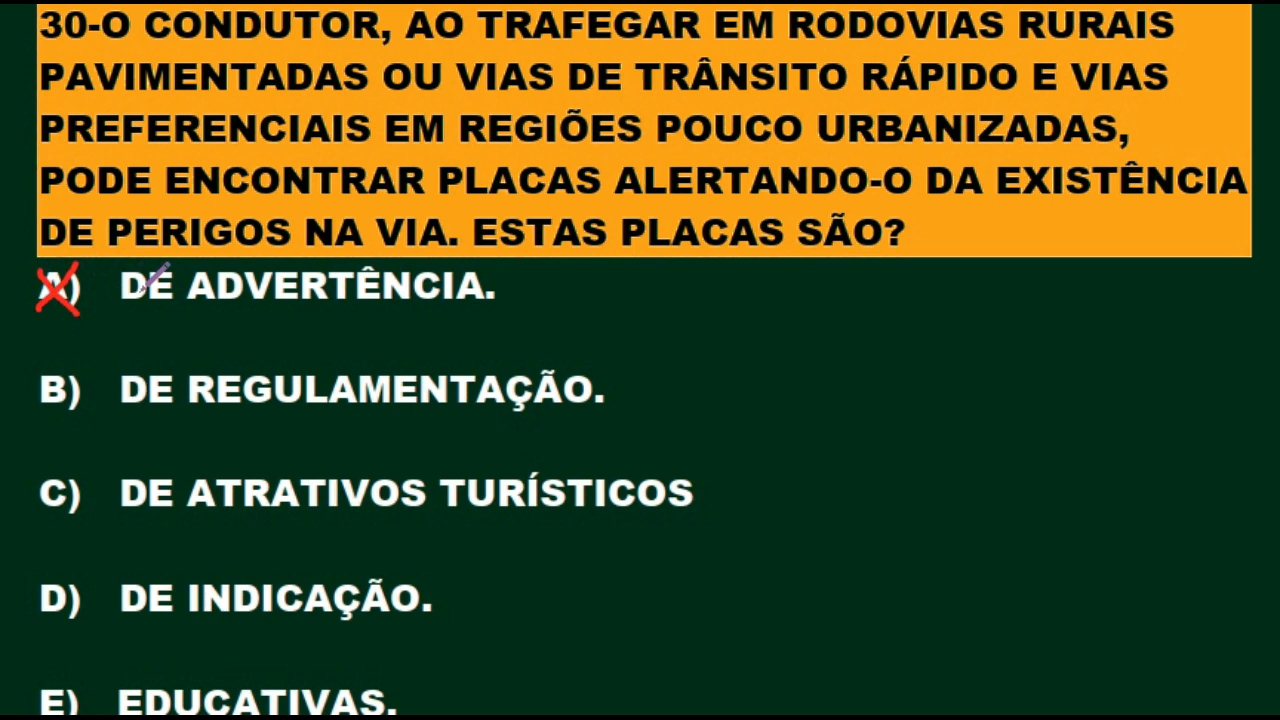 30-O CONDUTOR, AO TRAFEGAR EM RODOVIAS RURAIS
PAVIMENTADAS OU VIAS DE TRÂNSITO RÁPIDO E VIAS
PREFERENCIAIS EM REGIÕES POUCO URBANIZADAS,
PODE ENCONTRAR PLACAS ALERTANDO-O DA EXISTÊNCIA
DE PERIGOS NA VIA. ESTAS PLACAS SÃO?
A) DE ADVERTÊNCIA.
B) DE REGULAMENTAÇÃO.
C) DE ATRATIVOS TURÍSTICOS
D) DE INDICAÇÃO.
E) EDUCATIVAS.